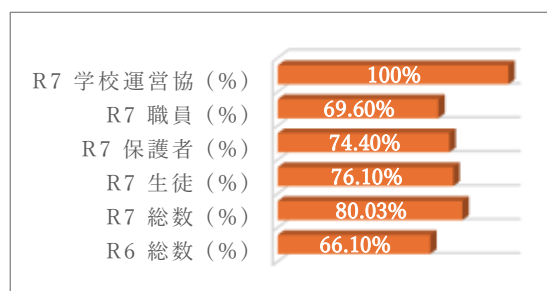 R7 学校運営協（%） 100%
R7 職員（%） 69.60%
R7 保護者（%） 74.40%
R7 生徒（%） 76.10%
R7 総数（%） 80.03%
R6 総数（%） 66.10%